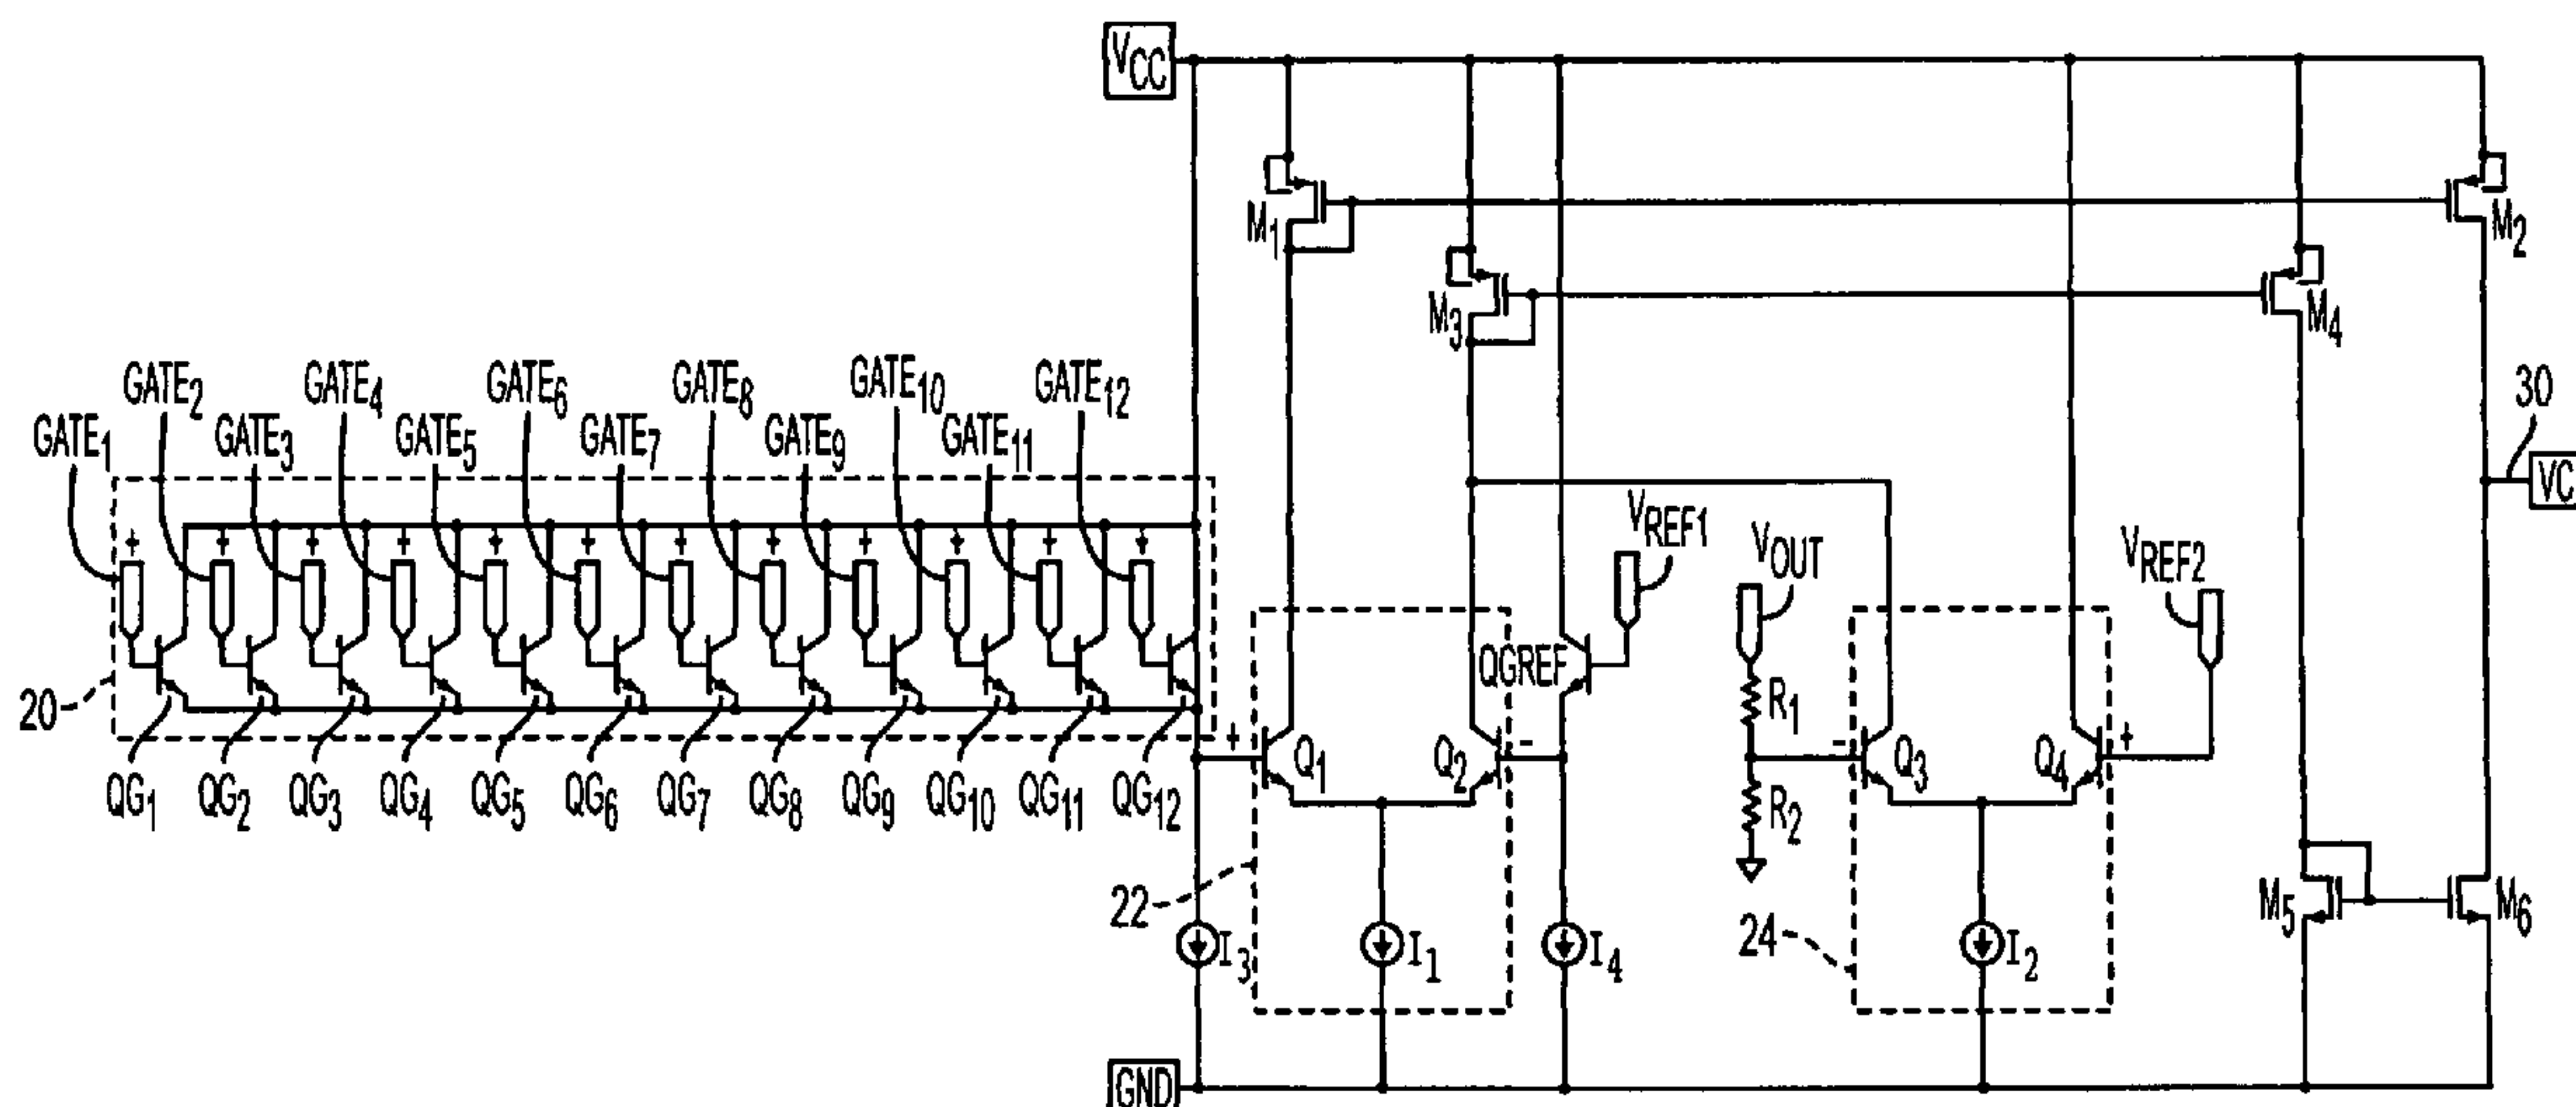 VCC
M1
M2
M3
M4
GATE1
GATE2
GATE3
GATE4
GATE5
GATE6
GATE7
GATE8
GATE9
GATE10
GATE11
GATE12
30
VC
VREF1
VOUT
VREF2
+ + + + + + + + + + + +
QGREF
20
R1
+
Q1
Q2
-
-
Q3
Q4
+
QG1
QG2
QG3
QG4
QG5
QG6
QG7
QG8
QG9
QG10
QG11
QG12
R2
22
24
M5
M6
I3
I1
I4
I2
GND